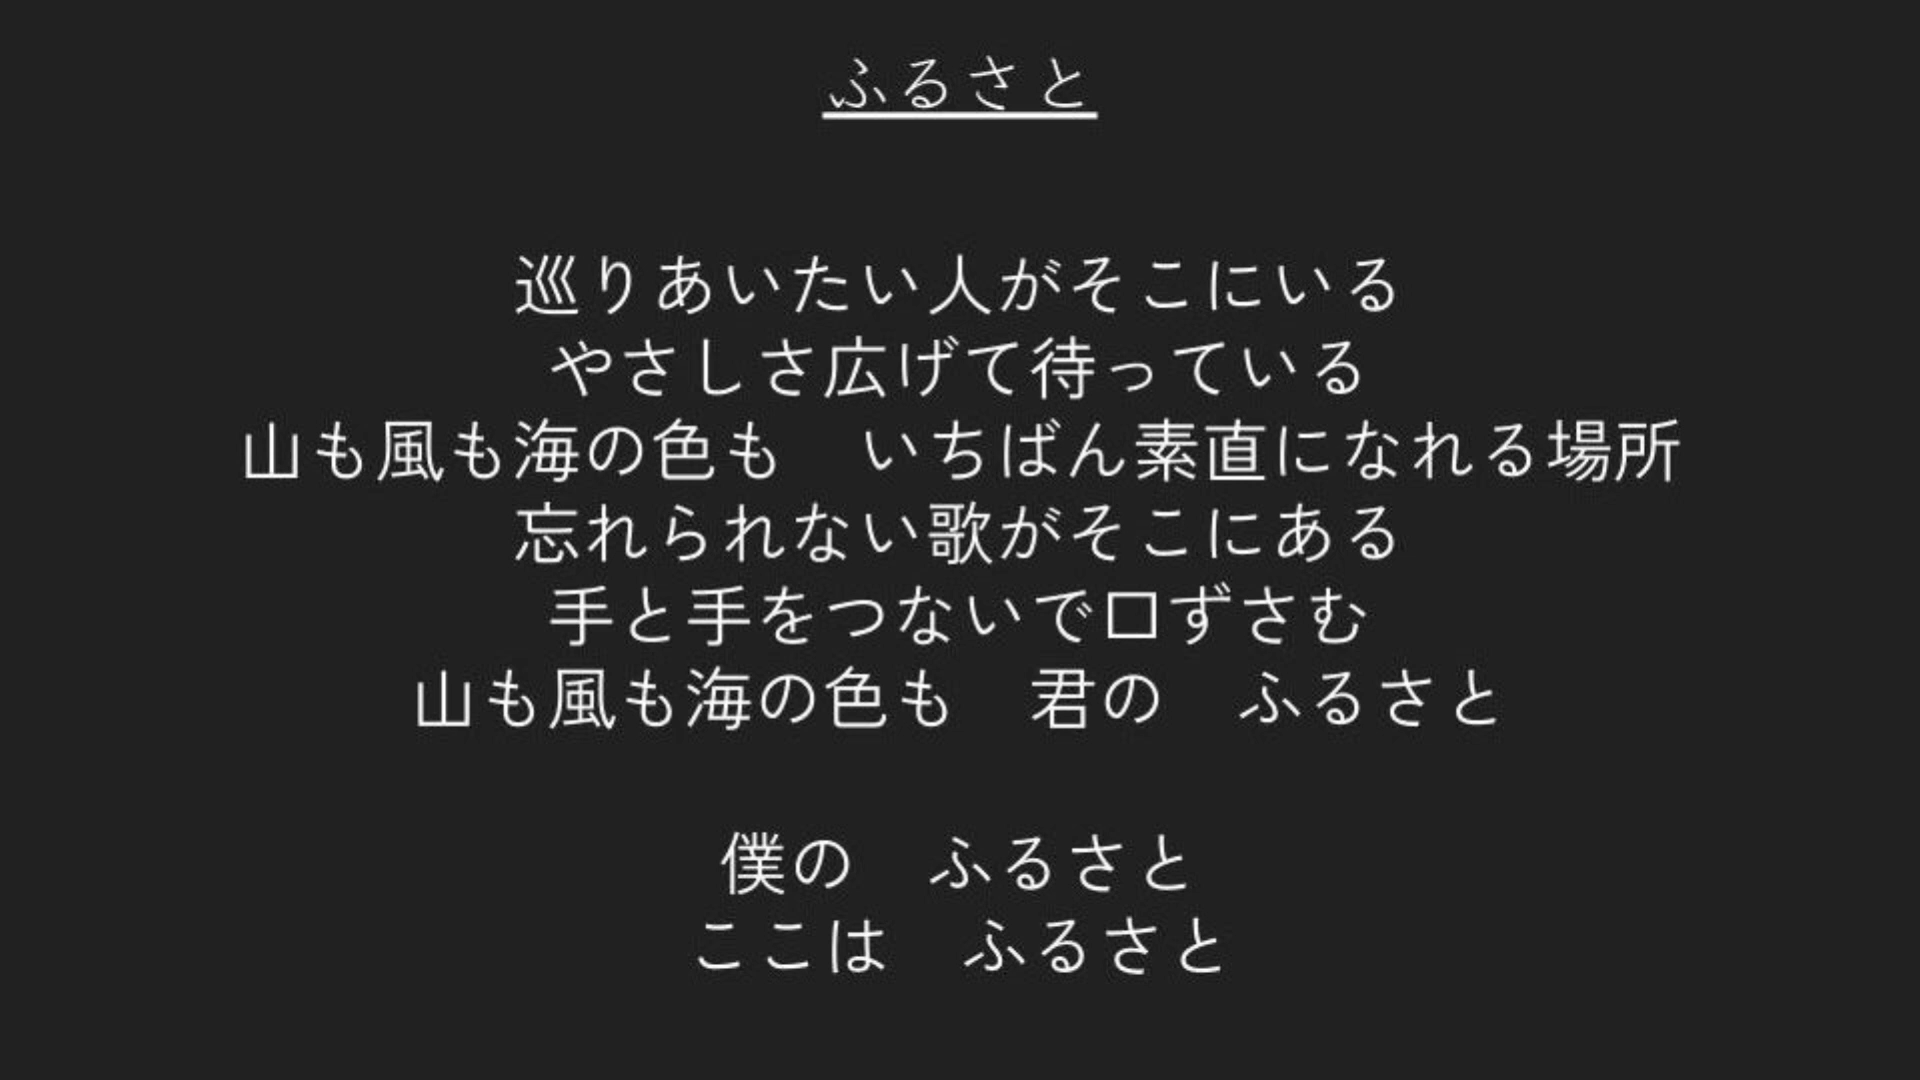 ふるさと
巡りあいたい人がそこにいる
やさしさ広げて待っている
山も風も海の色も　いちばん素直になれる場所
忘れられない歌がそこにある
手と手をつないで口ずさむ
山も風も海の色も　君の　ふるさと
僕の　ふるさと
ここは　ふるさと